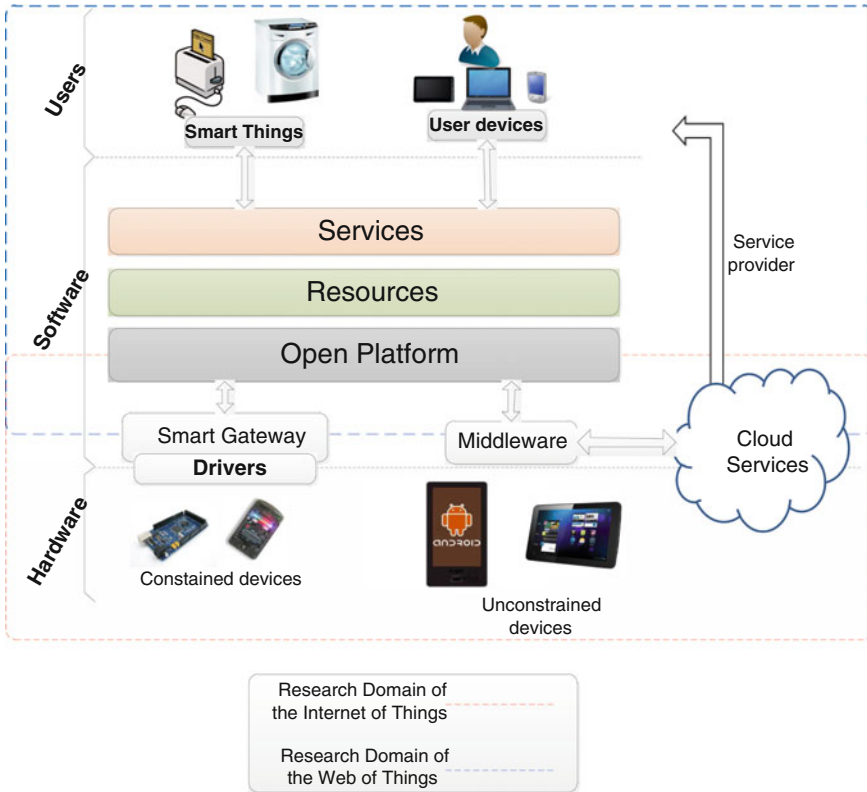 Users
Smart Things
User devices
Software
Services
Resources
Open Platform
Service
provider
Smart Gateway
Drivers
Middleware
Cloud
Services
Hardware
Constained devices
ANDROID
Unconstrained
devices
Research Domain of
the Internet of Things
Research Domain of
the Web of Things